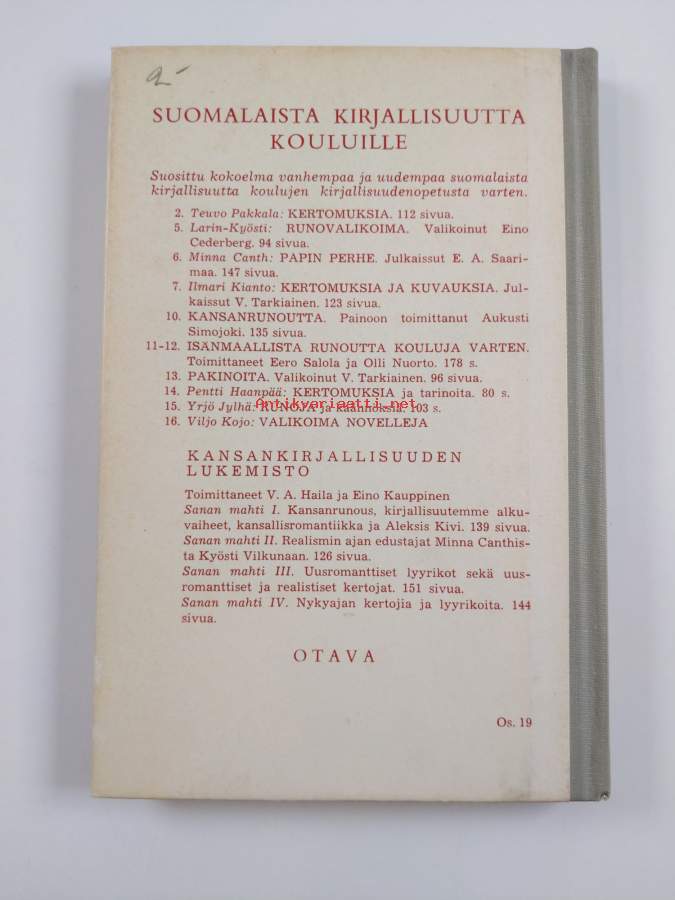 2-
SUOMALAISTA KIRJALLISUUTTA
KOULUILLE
Suosittu kokoelma vanhempaa ja uudempaa suomalaista
kirjallisuutta koulujen kirjallisuudenopetusta varten.
2. Teuvo Pakkala: KERTOMUKSIA. 112 sivua.
5. Larin-Kyösti: RUNOVALIKOIMA. Valikoinut Eino
Cederberg. 94 sivua.
6. Minna Canth: PAPIN PERHE. Julkaissut E. A. Saari-
maa. 147 sivua.
7. Ilmari Kianto: KERTOMUKSIA JA KUVAUKSIA. Jul-
kaissut V. Tarkiainen. 123 sivua.
10. KANSANRUNOUTTA. Painoon toimittanut Aukusti
Simojoki. 135 sivua.
11-12. ISÄNMAALLISTA RUNOUTTA KOULUJA VARTEN.
Toimittaneet Eero Salola ja Olli Nuorto. 178 s.
13. PAKINOITA. Valikoinut V. Tarkiainen. 96 sivua.
14. Pentti Haanpää: KERTOMUKSIA ja tarinoita. 80 s.
antikvariaatti.net
15. Yrjö Jylhä: RUNOJA ja käännöksiä. 103 s.
16. Viljo Kojo: VALIKOIMA NOVELLEJA
KANSANKIRJALLISUUDEN
LUKEMISTO
Toimittaneet V. A. Haila ja Eino Kauppinen
Sanan mahti I. Kansanrunous, kirjallisuutemme alku-
vaiheet, kansallisromantiikka ja Aleksis Kivi. 139 sivua.
Sanan mahti II. Realismin ajan edustajat Minna Canthis-
ta Kyösti Vilkunaan. 126 sivua.
Sanan mahti III. Uusromanttiset lyyrikot sekä uus-
romanttiset ja realistiset kertojat. 151 sivua.
Sanan mahti IV. Nykyajan kertojia ja lyyrikoita. 144
sivua.
OTAVA
Os. 19